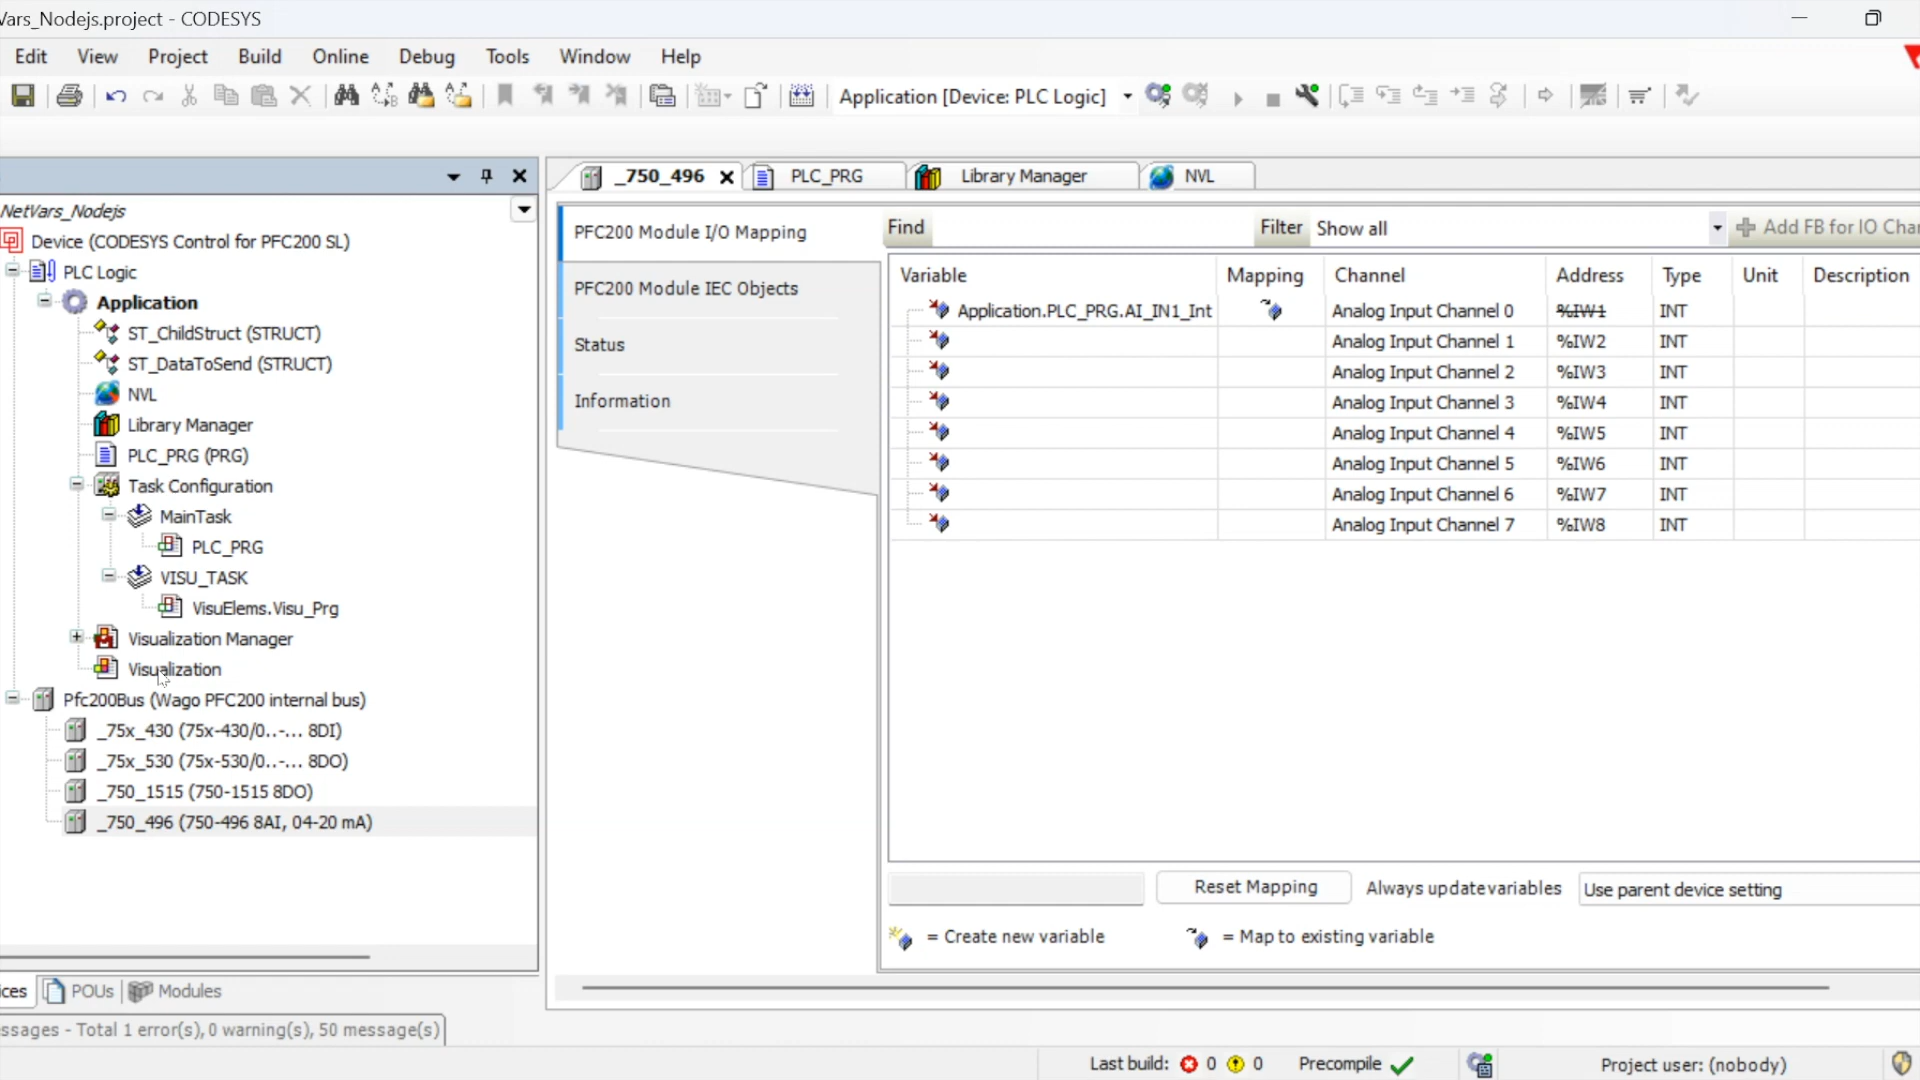 Vars_Nodejs.project - CODESYS
Edit View Project Build Online Debug Tools Window Help
Application [Device: PLC Logic]
_750_496 PLC_PRG Library Manager NVL
NetVars_Nodejs
Device (CODESYS Control for PFC200 SL)
PLC Logic
Application
ST_ChildStruct (STRUCT)
ST_DataToSend (STRUCT)
NVL
Library Manager
PLC_PRG (PRG)
Task Configuration
MainTask
PLC_PRG
VISU_TASK
VisuElems.Visu_Prg
Visualization Manager
Visualization
Pfc200Bus (Wago PFC200 internal bus)
_75x_430 (75x-430/0..-... 8DI)
_75x_530 (75x-530/0..-... 8DO)
_750_1515 (750-1515 8DO)
_750_496 (750-496 8AI, 04-20 mA)
ices POUs Modules
ssages - Total 1 error(s), 0 warning(s), 50 message(s)
PFC200 Module I/O Mapping
PFC200 Module IEC Objects
Status
Information
Find Filter Show all Add FB for IO Char
Variable Mapping Channel Address Type Unit Description
Application.PLC_PRG.AI_IN1_Int Analog Input Channel 0 %IW1 INT
Analog Input Channel 1 %IW2 INT
Analog Input Channel 2 %IW3 INT
Analog Input Channel 3 %IW4 INT
Analog Input Channel 4 %IW5 INT
Analog Input Channel 5 %IW6 INT
Analog Input Channel 6 %IW7 INT
Analog Input Channel 7 %IW8 INT
Reset Mapping Always update variables Use parent device setting
= Create new variable = Map to existing variable
Last build: 0 0 Precompile Project user: (nobody)